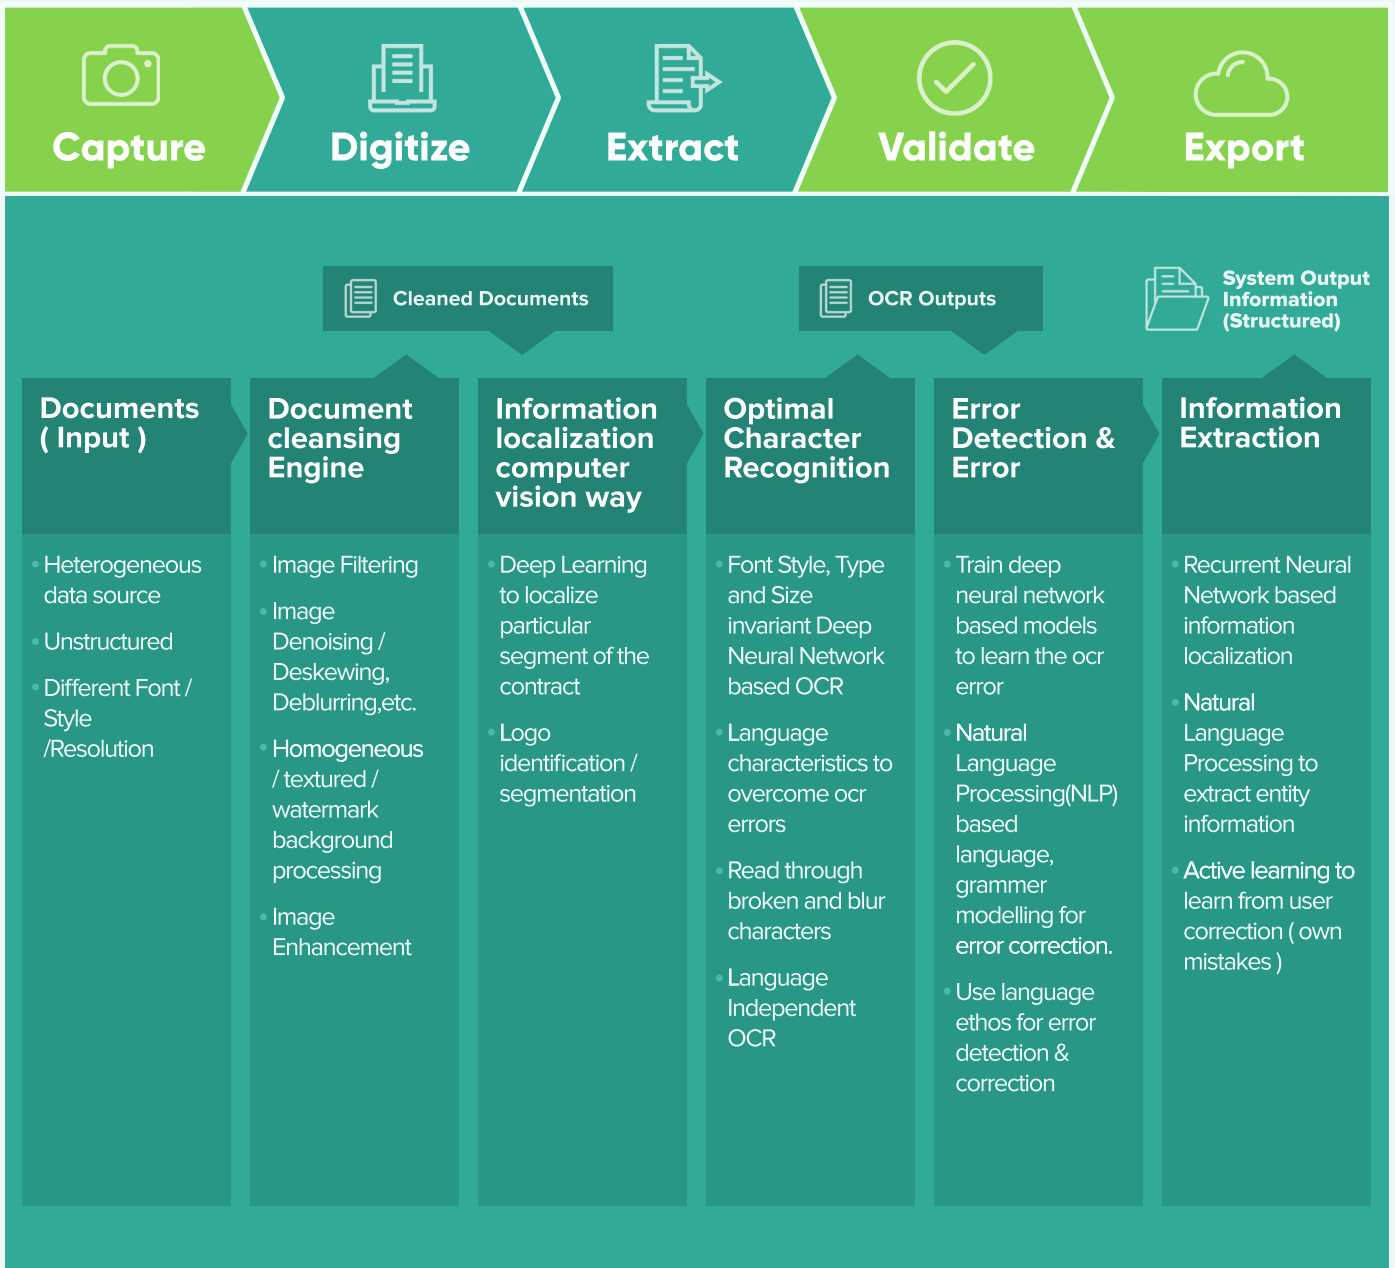 Capture
Digitize
Extract
Validate
Export
Cleaned Documents
OCR Outputs
System Output
Information
(Structured)
Documents
( Input )
• Heterogeneous
data source
• Unstructured
• Different Font /
Style
/Resolution
Document
cleansing
Engine
• Image Filtering
• Image
Denoising /
Deskewing,
Deblurring,etc.
• Homogeneous
/ textured /
watermark
background
processing
• Image
Enhancement
Information
localization
computer
vision way
• Deep Learning
to localize
particular
segment of the
contract
• Logo
identification /
segmentation
Optimal
Character
Recognition
• Font Style, Type
and Size
invariant Deep
Neural Network
based OCR
• Language
characteristics to
overcome ocr
errors
• Read through
broken and blur
characters
• Language
Independent
OCR
Error
Detection &
Error
• Train deep
neural network
based models
to learn the ocr
error
• Natural
Language
Processing(NLP)
based
language,
grammer
modelling for
error correction.
• Use language
ethos for error
detection &
correction
Information
Extraction
• Recurrent Neural
Network based
information
localization
• Natural
Language
Processing to
extract entity
information
• Active learning to
learn from user
correction ( own
mistakes )